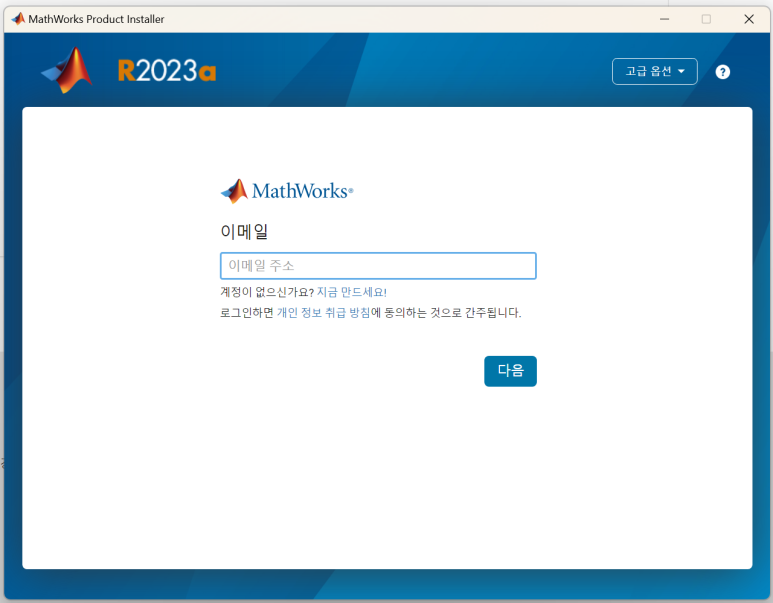 MathWorks Product Installer
R2023a
고급 옵션
?
MathWorks®
이메일
이메일 주소
계정이 없으신가요? 지금 만드세요!
로그인하면 개인 정보 취급 방침에 동의하는 것으로 간주됩니다.
다음